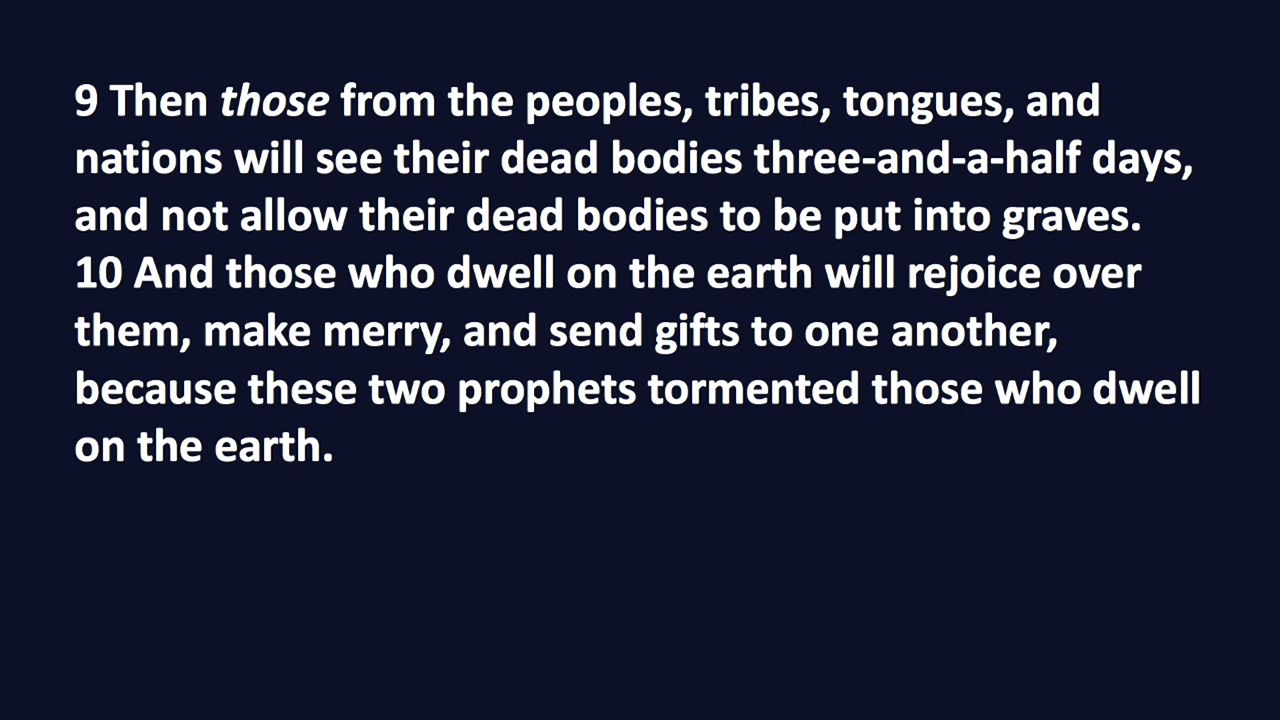 9 Then those from the peoples, tribes, tongues, and
nations will see their dead bodies three-and-a-half days,
and not allow their dead bodies to be put into graves.
10 And those who dwell on the earth will rejoice over
them, make merry, and send gifts to one another,
because these two prophets tormented those who dwell
on the earth.